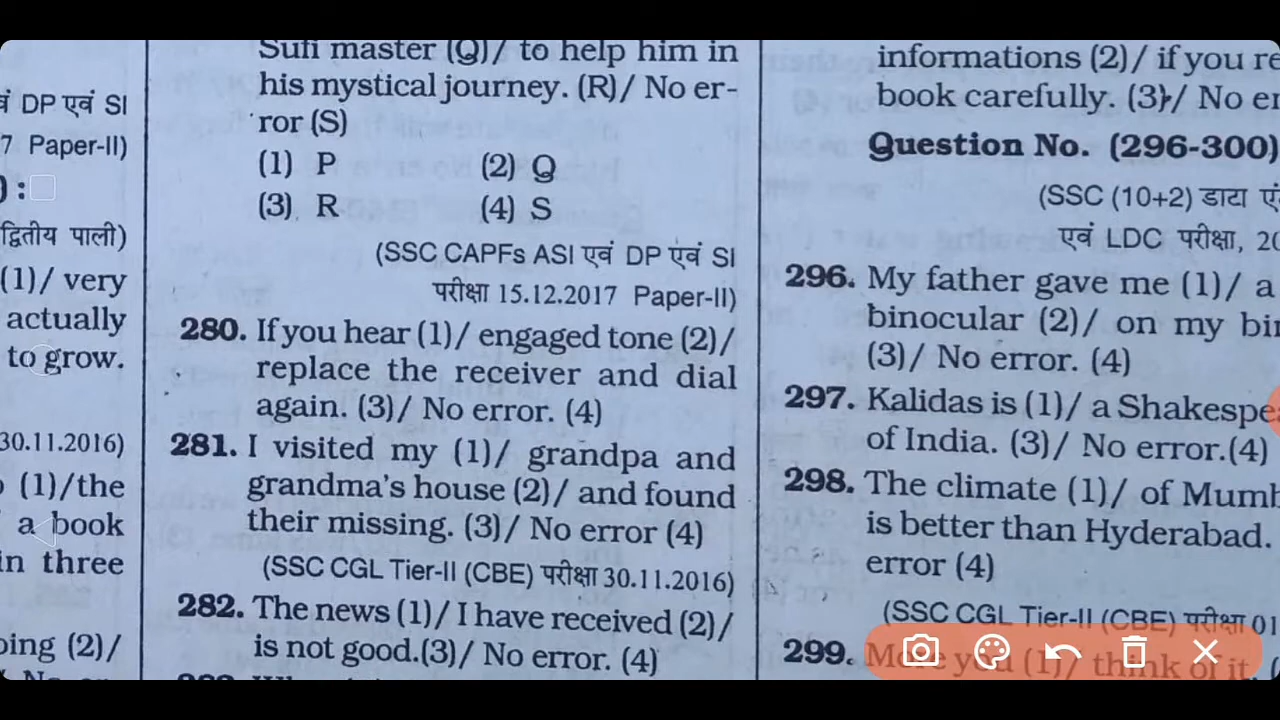 वं DP एवं SI
7 Paper-II)
) :
द्वितीय पाली)
(1)/ very
actually
to grow.
30.11.2016)
(1)/the
a book
in three
oing (2)/
Sufi master (Q)/ to help him in
his mystical journey. (R)/ No er-
ror (S)
(1) P (2) Q
(3) R (4) S
(SSC CAPFs ASI एवं DP एवं SI
परीक्षा 15.12.2017 Paper-II)
280. If you hear (1)/ engaged tone (2)/
replace the receiver and dial
again. (3)/ No error. (4)
281. I visited my (1)/ grandpa and
grandma's house (2)/ and found
their missing. (3)/ No error (4)
(SSC CGL Tier-II (CBE) परीक्षा 30.11.2016)
282. The news (1)/ I have received (2)/
is not good.(3)/ No error. (4)
informations (2)/ if you re
book carefully. (3)/ No er
Question No. (296-300)
(SSC (10+2) डाटा एं
एवं LDC परीक्षा, 20
296. My father gave me (1)/ a
binocular (2)/ on my bir
(3)/ No error. (4)
297. Kalidas is (1)/ a Shakespea
of India. (3)/ No error.(4)
298. The climate (1)/ of Mumb
is better than Hyderabad.
error (4)
(SSC CGL Tier-II (CBE) परीक्षा 01
299. you (1)/ think of it.